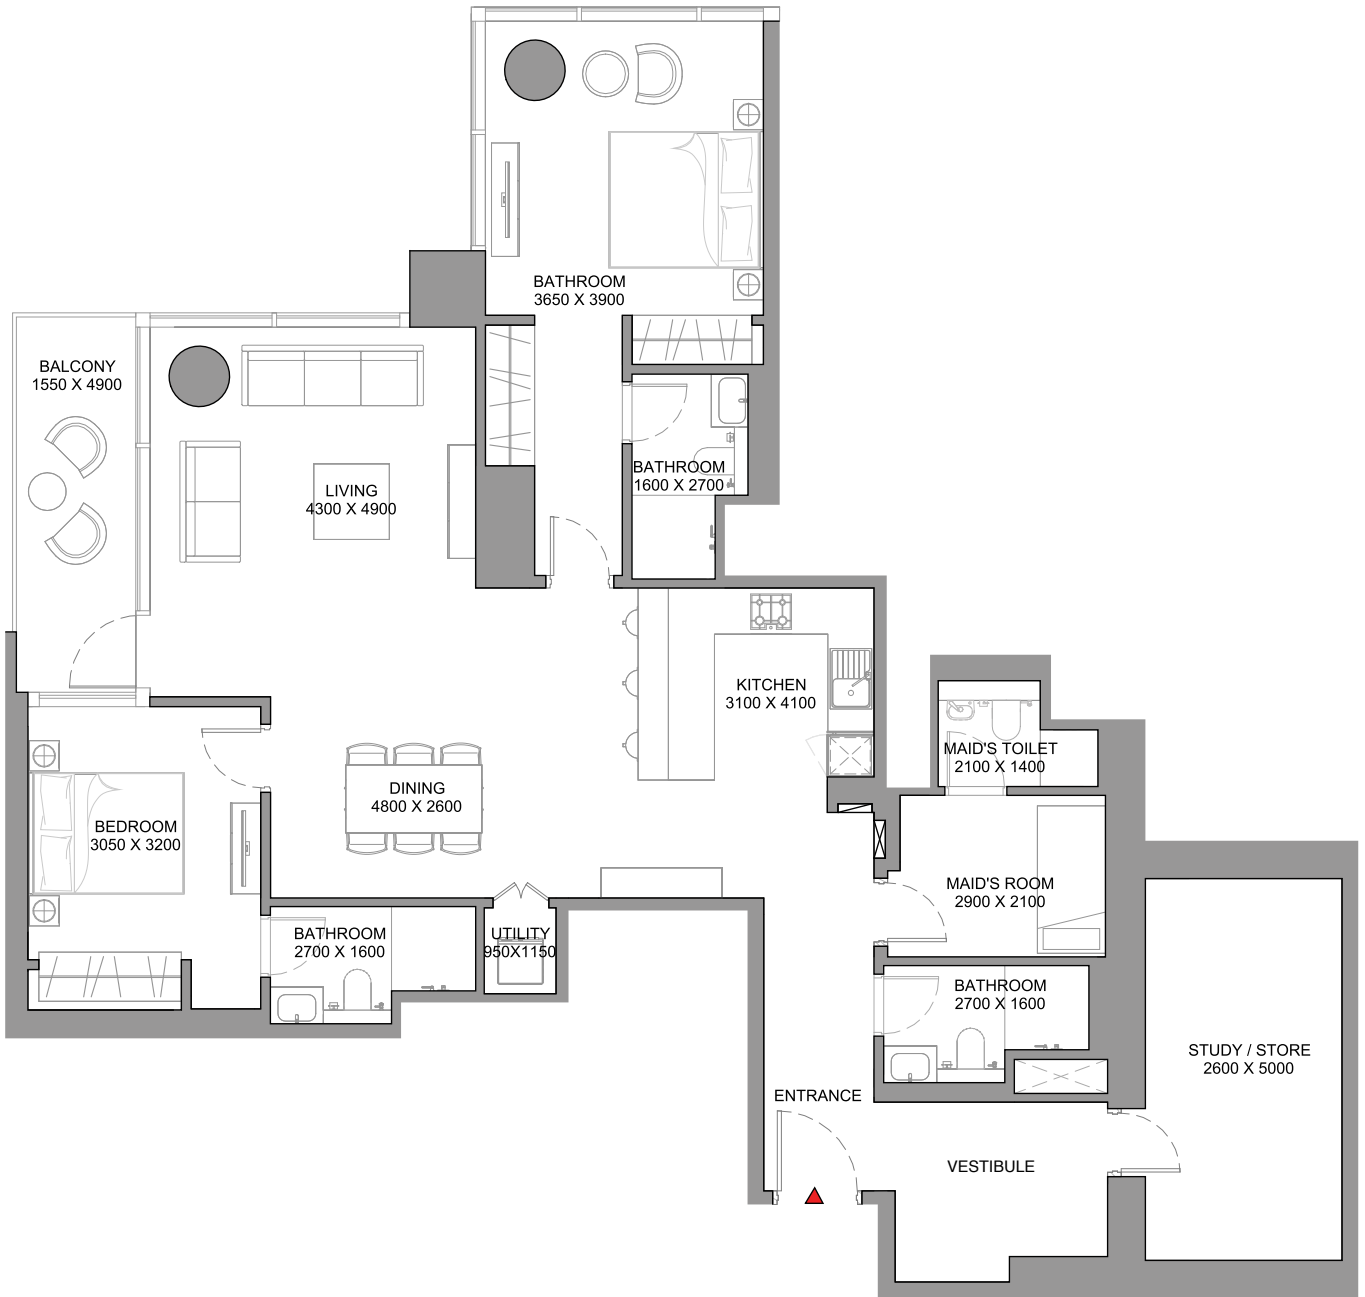 BATHROOM
3650 X 3900
BALCONY
1550 X 4900
LIVING
4300 X 4900
BATHROOM
1600 X 2700
KITCHEN
3100 X 4100
MAID'S TOILET
2100 X 1400
DINING
4800 X 2600
BEDROOM
3050 X 3200
MAID'S ROOM
2900 X 2100
BATHROOM
2700 X 1600
UTILITY
950X1150
BATHROOM
2700 X 1600
STUDY / STORE
2600 X 5000
ENTRANCE
VESTIBULE